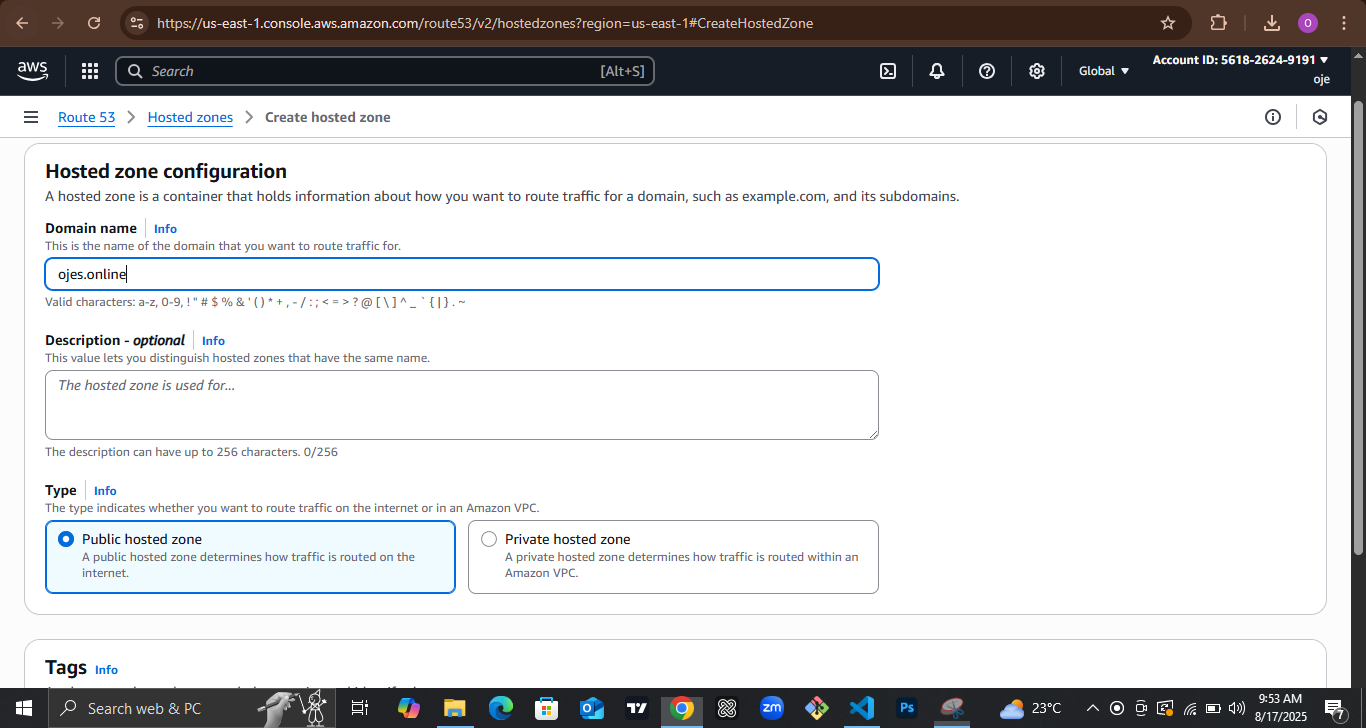 https://us-east-1.console.aws.amazon.com/route53/v2/hostedzones?region=us-east-1#CreateHostedZone
O
aws
Search
[Alt+S]
Global
Account ID: 5618-2624-9191
oje
Route 53
Hosted zones
Create hosted zone
Hosted zone configuration
A hosted zone is a container that holds information about how you want to route traffic for a domain, such as example.com, and its subdomains.
Domain name
Info
This is the name of the domain that you want to route traffic for.
ojes.online
Valid characters: a-z, 0-9, ! " # $ % & ' ( ) * + , - / : ; < = > ? @ [ \ ] ^ _ ` { | } . ~
Description - optional
Info
This value lets you distinguish hosted zones that have the same name.
The hosted zone is used for...
The description can have up to 256 characters. 0/256
Type
Info
The type indicates whether you want to route traffic on the internet or in an Amazon VPC.
Public hosted zone
A public hosted zone determines how traffic is routed on the
internet.
Private hosted zone
A private hosted zone determines how traffic is routed within an
Amazon VPC.
Tags
Info
Search web & PC
zm
Ps
23°C
9:53 AM
8/17/2025
7